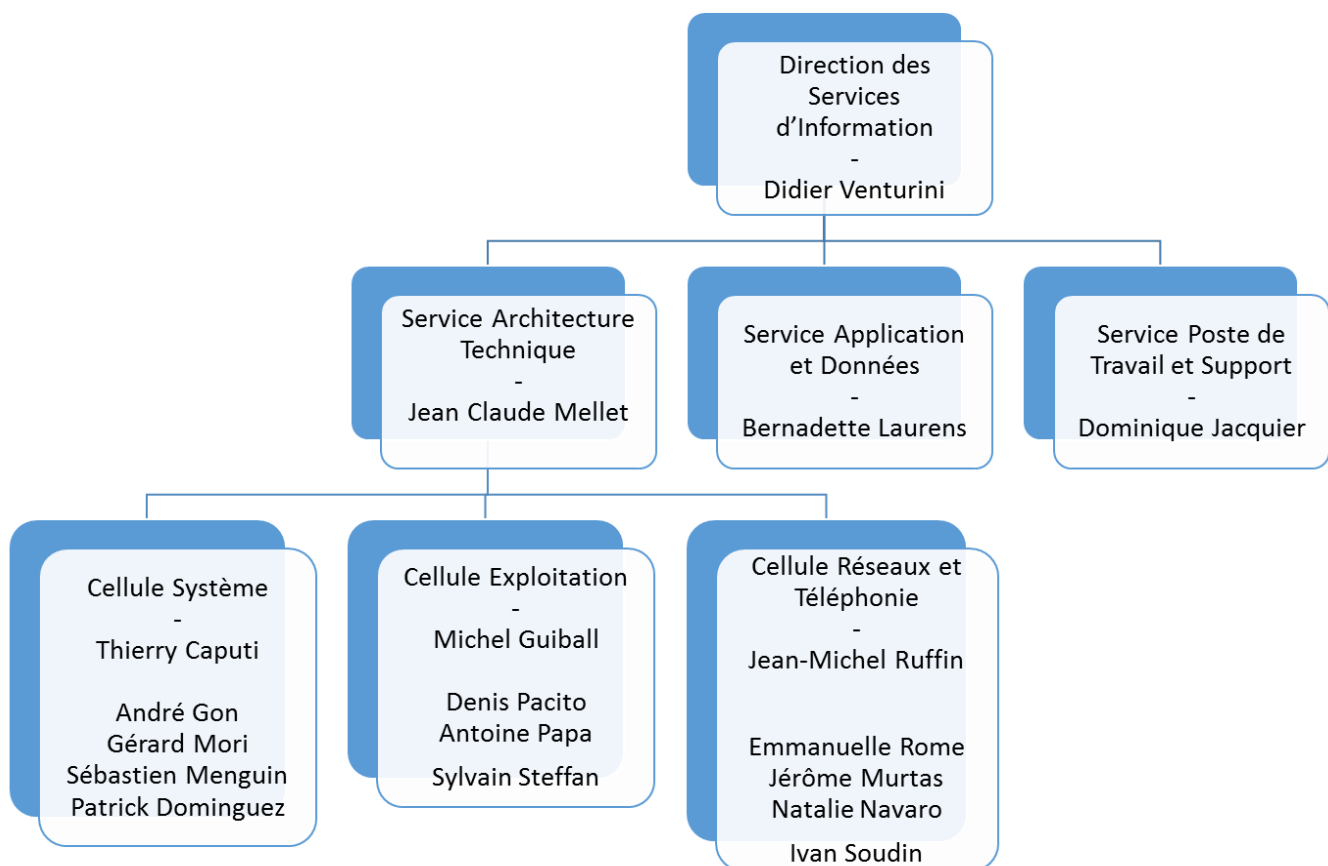 Direction des
Services
d’Information
-
Didier Venturini
Service Architecture
Technique
-
Jean Claude Mellet
Service Application
et Données
-
Bernadette Laurens
Service Poste de
Travail et Support
-
Dominique Jacquier
Cellule Système
-
Thierry Caputi
André Gon
Gérard Mori
Sébastien Menguin
Patrick Dominguez
Cellule Exploitation
-
Michel Guiball
Denis Pacito
Antoine Papa
Sylvain Steffan
Cellule Réseaux et
Téléphonie
-
Jean-Michel Ruffin
Emmanuelle Rome
Jérôme Murtas
Natalie Navaro
Ivan Soudin